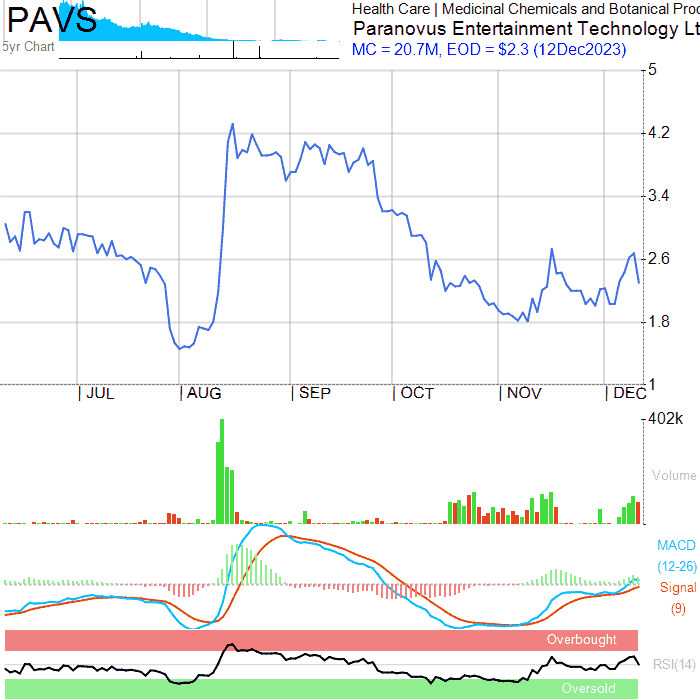 PAVS
5yr Chart
Health Care | Medicinal Chemicals and Botanical Proc
Paranovus Entertainment Technology Lt
MC = 20.7M, EOD = $2.3 (12Dec2023)
5
4.2
3.4
2.6
1.8
1
| JUL | AUG | SEP | OCT | NOV | DEC
402k
Volume
MACD
(12-26)
Signal
(9)
Overbought
RSI(14)
Oversold